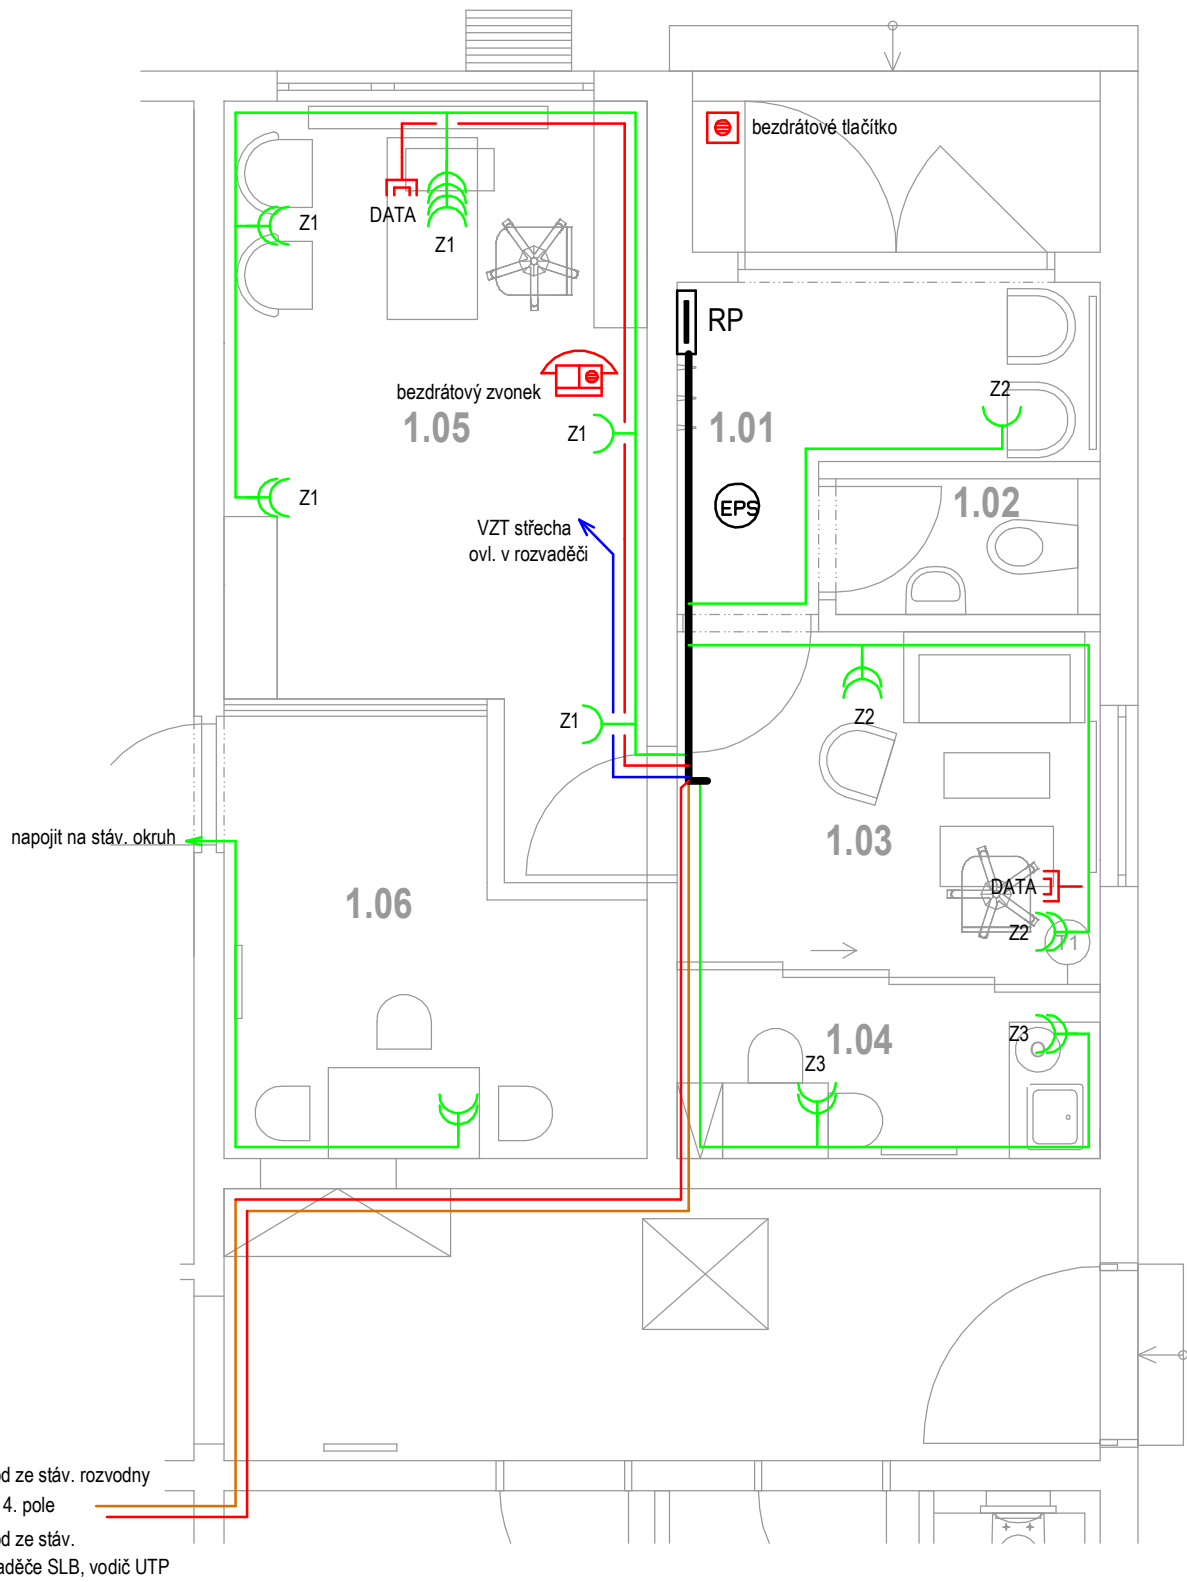 bezdrátové tlačítko
DATA
Z1
Z1
RP
Z2
bezdrátový zvonek
1.05
Z1
1.01
Z1
EPS
1.02
VZT střecha
ovl. v rozvaděči
Z1
Z2
napojit na stáv. okruh
1.03
1.06
DATA
Z2
1.04
Z3
Z3
ze stáv. rozvodny
4. pole
ze stáv.
SLB, vodič UTP